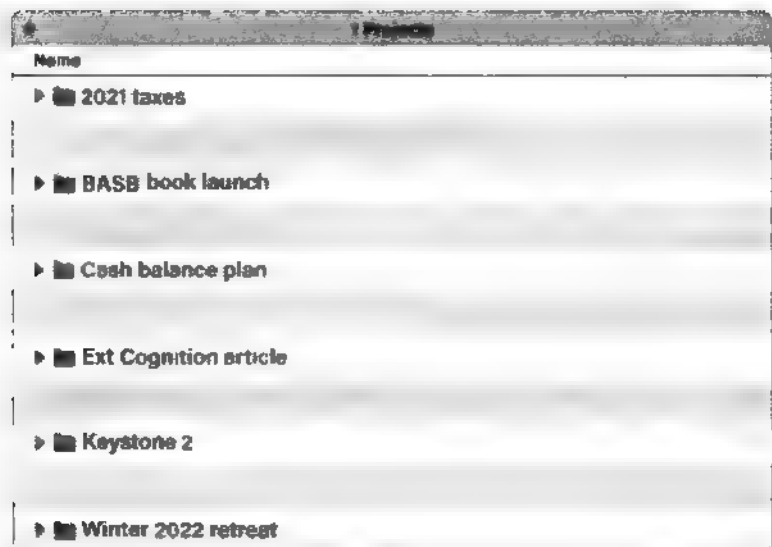 Name
2021 taxes
BASB book launch
Cash balance plan
Ext Cognition article
Keystone 2
Winter 2022 retreat